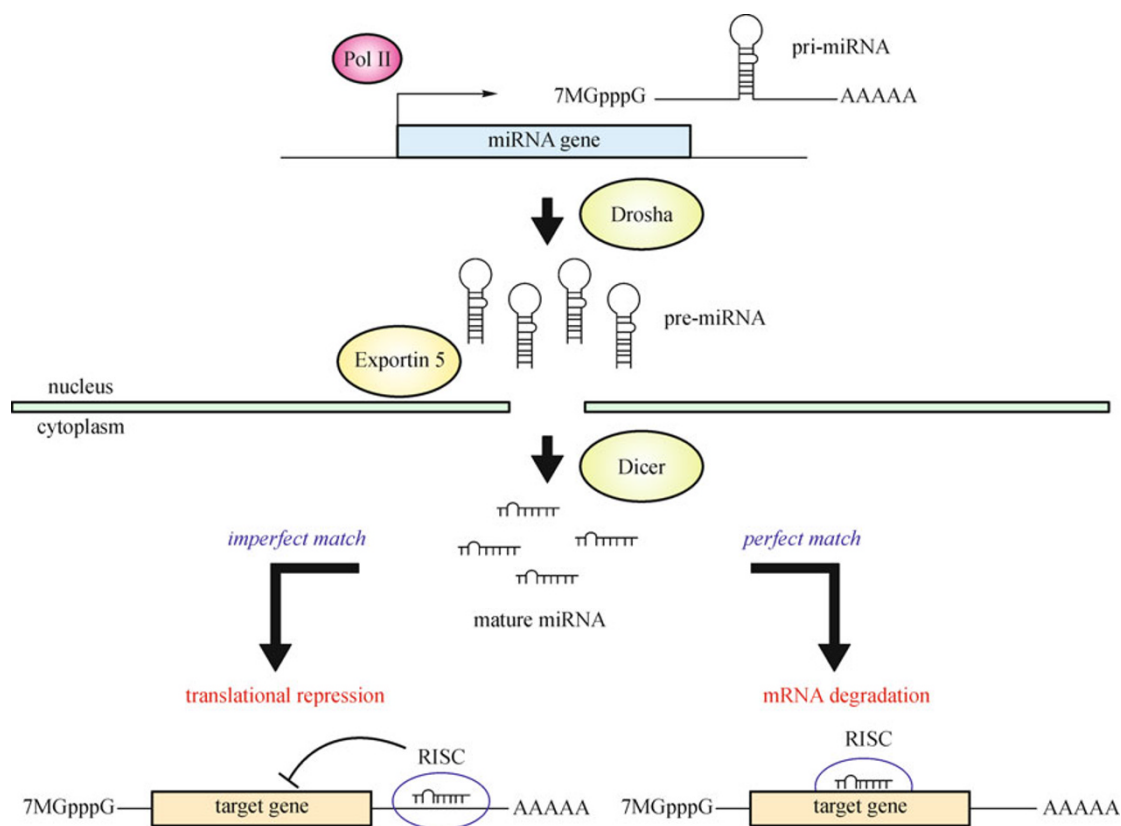 Pol II
pri-miRNA
7MGpppG
AAAAA
miRNA gene
Drosha
pre-miRNA
Exportin 5
nucleus
cytoplasm
Dicer
imperfect match
perfect match
mature miRNA
translational repression
mRNA degradation
RISC
RISC
7MGpppG
target gene
AAAAA
7MGpppG
target gene
AAAAA